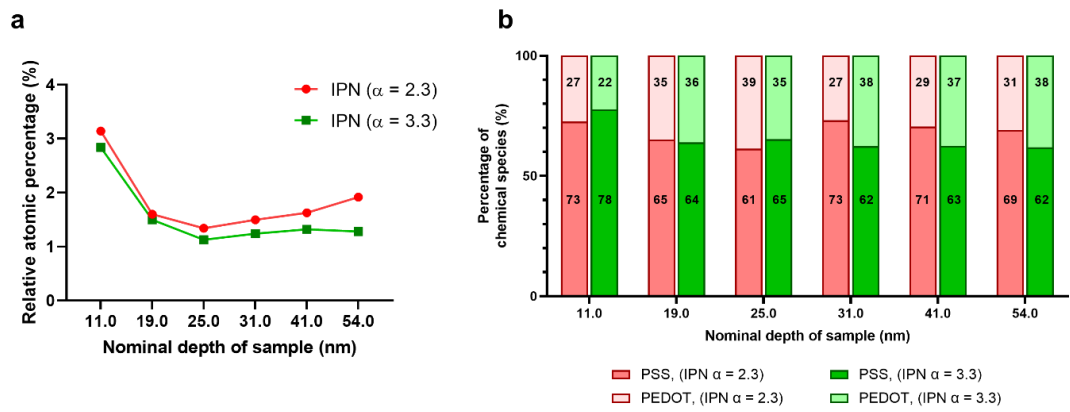 a
Relative atomic percentage (%)
4
3
2
1
0
IPN (α = 2.3)
IPN (α = 3.3)
11.0 19.0 25.0 31.0 41.0 54.0
Nominal depth of sample (nm)
b
Percentage of
chemical species (%)
100
50
0
27 22 35 36 39 35 27 38 29 37 31 38
73 78 65 64 61 65 73 62 71 63 69 62
11.0 19.0 25.0 31.0 41.0 54.0
Nominal depth of sample (nm)
PSS, (IPN α = 2.3)
PSS, (IPN α = 3.3)
PEDOT, (IPN α = 2.3)
PEDOT, (IPN α = 3.3)